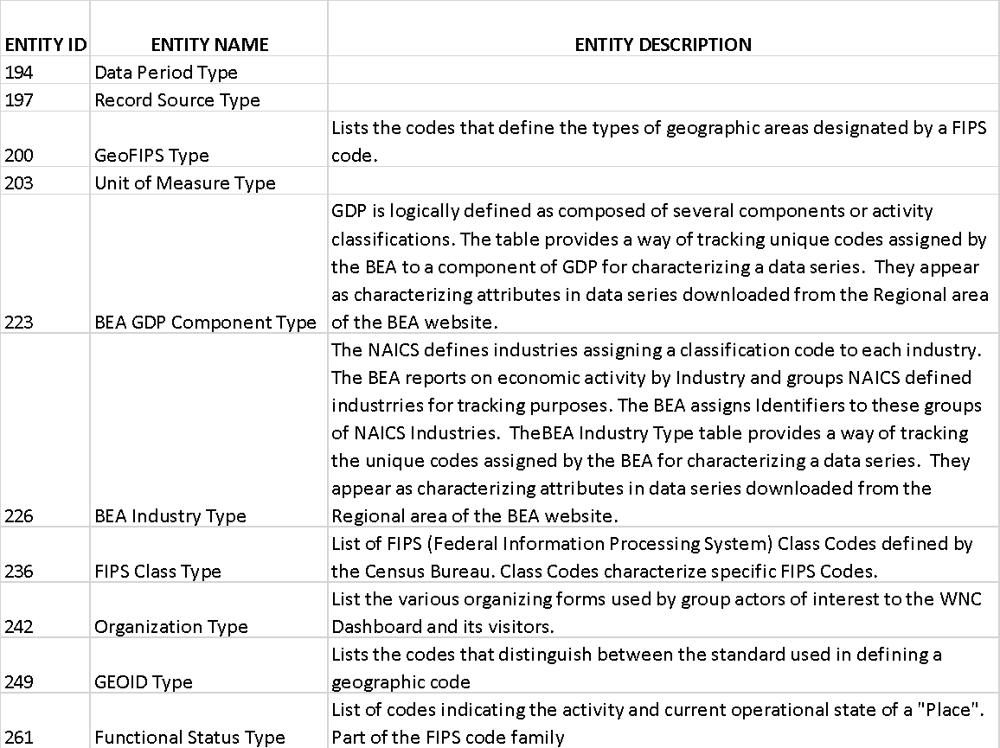 ENTITY ID ENTITY NAME ENTITY DESCRIPTION
194 Data Period Type
197 Record Source Type
Lists the codes that define the types of geographic areas designated by a FIPS
200 GeoFIPS Type code.
203 Unit of Measure Type
GDP is logically defined as composed of several components or activity
classifications. The table provides a way of tracking unique codes assigned by
the BEA to a component of GDP for characterizing a data series.  They appear
as characterizing attributes in data series downloaded from the Regional area
223 BEA GDP Component Type of the BEA website.
The NAICS defines industries assigning a classification code to each industry.
The BEA reports on economic activity by Industry and groups NAICS defined
industrries for tracking purposes. The BEA assigns Identifiers to these groups
of NAICS Industries.  TheBEA Industry Type table provides a way of tracking
the unique codes assigned by the BEA for characterizing a data series.  They
appear as characterizing attributes in data series downloaded from the
226 BEA Industry Type Regional area of the BEA website.
List of FIPS (Federal Information Processing System) Class Codes defined by
236 FIPS Class Type the Census Bureau. Class Codes characterize specific FIPS Codes.
List the various organizing forms used by group actors of interest to the WNC
242 Organization Type Dashboard and its visitors.
Lists the codes that distinguish between the standard used in defining a
249 GEOID Type geographic code
List of codes indicating the activity and current operational state of a "Place".
261 Functional Status Type Part of the FIPS code family